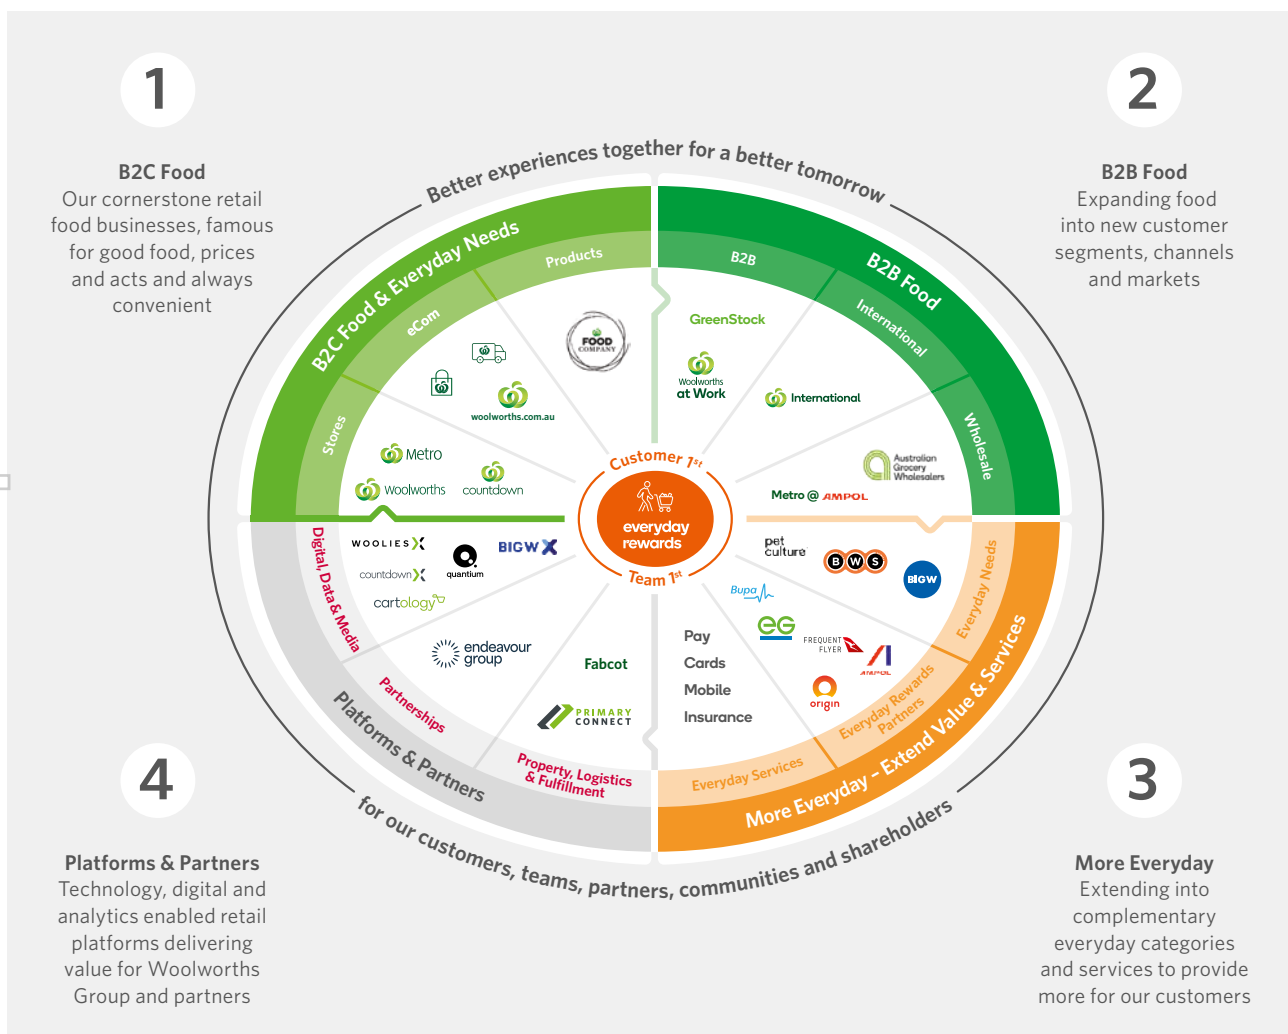 1
B2C Food
Our cornerstone retail
food businesses, famous
for good food, prices
and acts and always
convenient
2
B2B Food
Expanding food
into new customer
segments, channels
and markets
Better experiences together for a better tomorrow
B2C Food & Everyday Needs
Products
eCom
Stores
FOOD
COMPANY
woolworths.com.au
Metro
Woolworths
countdown
B2B Food
B2B
International
Wholesale
GreenStock
Woolworths
at Work
International
Australian
Grocery
Wholesalers
Metro @ AMPOL
Customer 1st
everyday
rewards
Team 1st
Digital, Data & Media
Partnerships
Property, Logistics
& Fulfillment
Platforms & Partners
WOOLIES X
quantium
BIG W X
countdown X
cartology
endeavour
group
Fabcot
PRIMARY
CONNECT
pet
culture
BWS
BIG W
Bupa
eg
FREQUENT
FLYER
AMPOL
origin
Pay
Cards
Mobile
Insurance
Everyday Needs
Everyday Rewards
Partners
Everyday Services
More Everyday – Extend Value & Services
for our customers, teams, partners, communities and shareholders
4
Platforms & Partners
Technology, digital and
analytics enabled retail
platforms delivering
value for Woolworths
Group and partners
3
More Everyday
Extending into
complementary
everyday categories
and services to provide
more for our customers